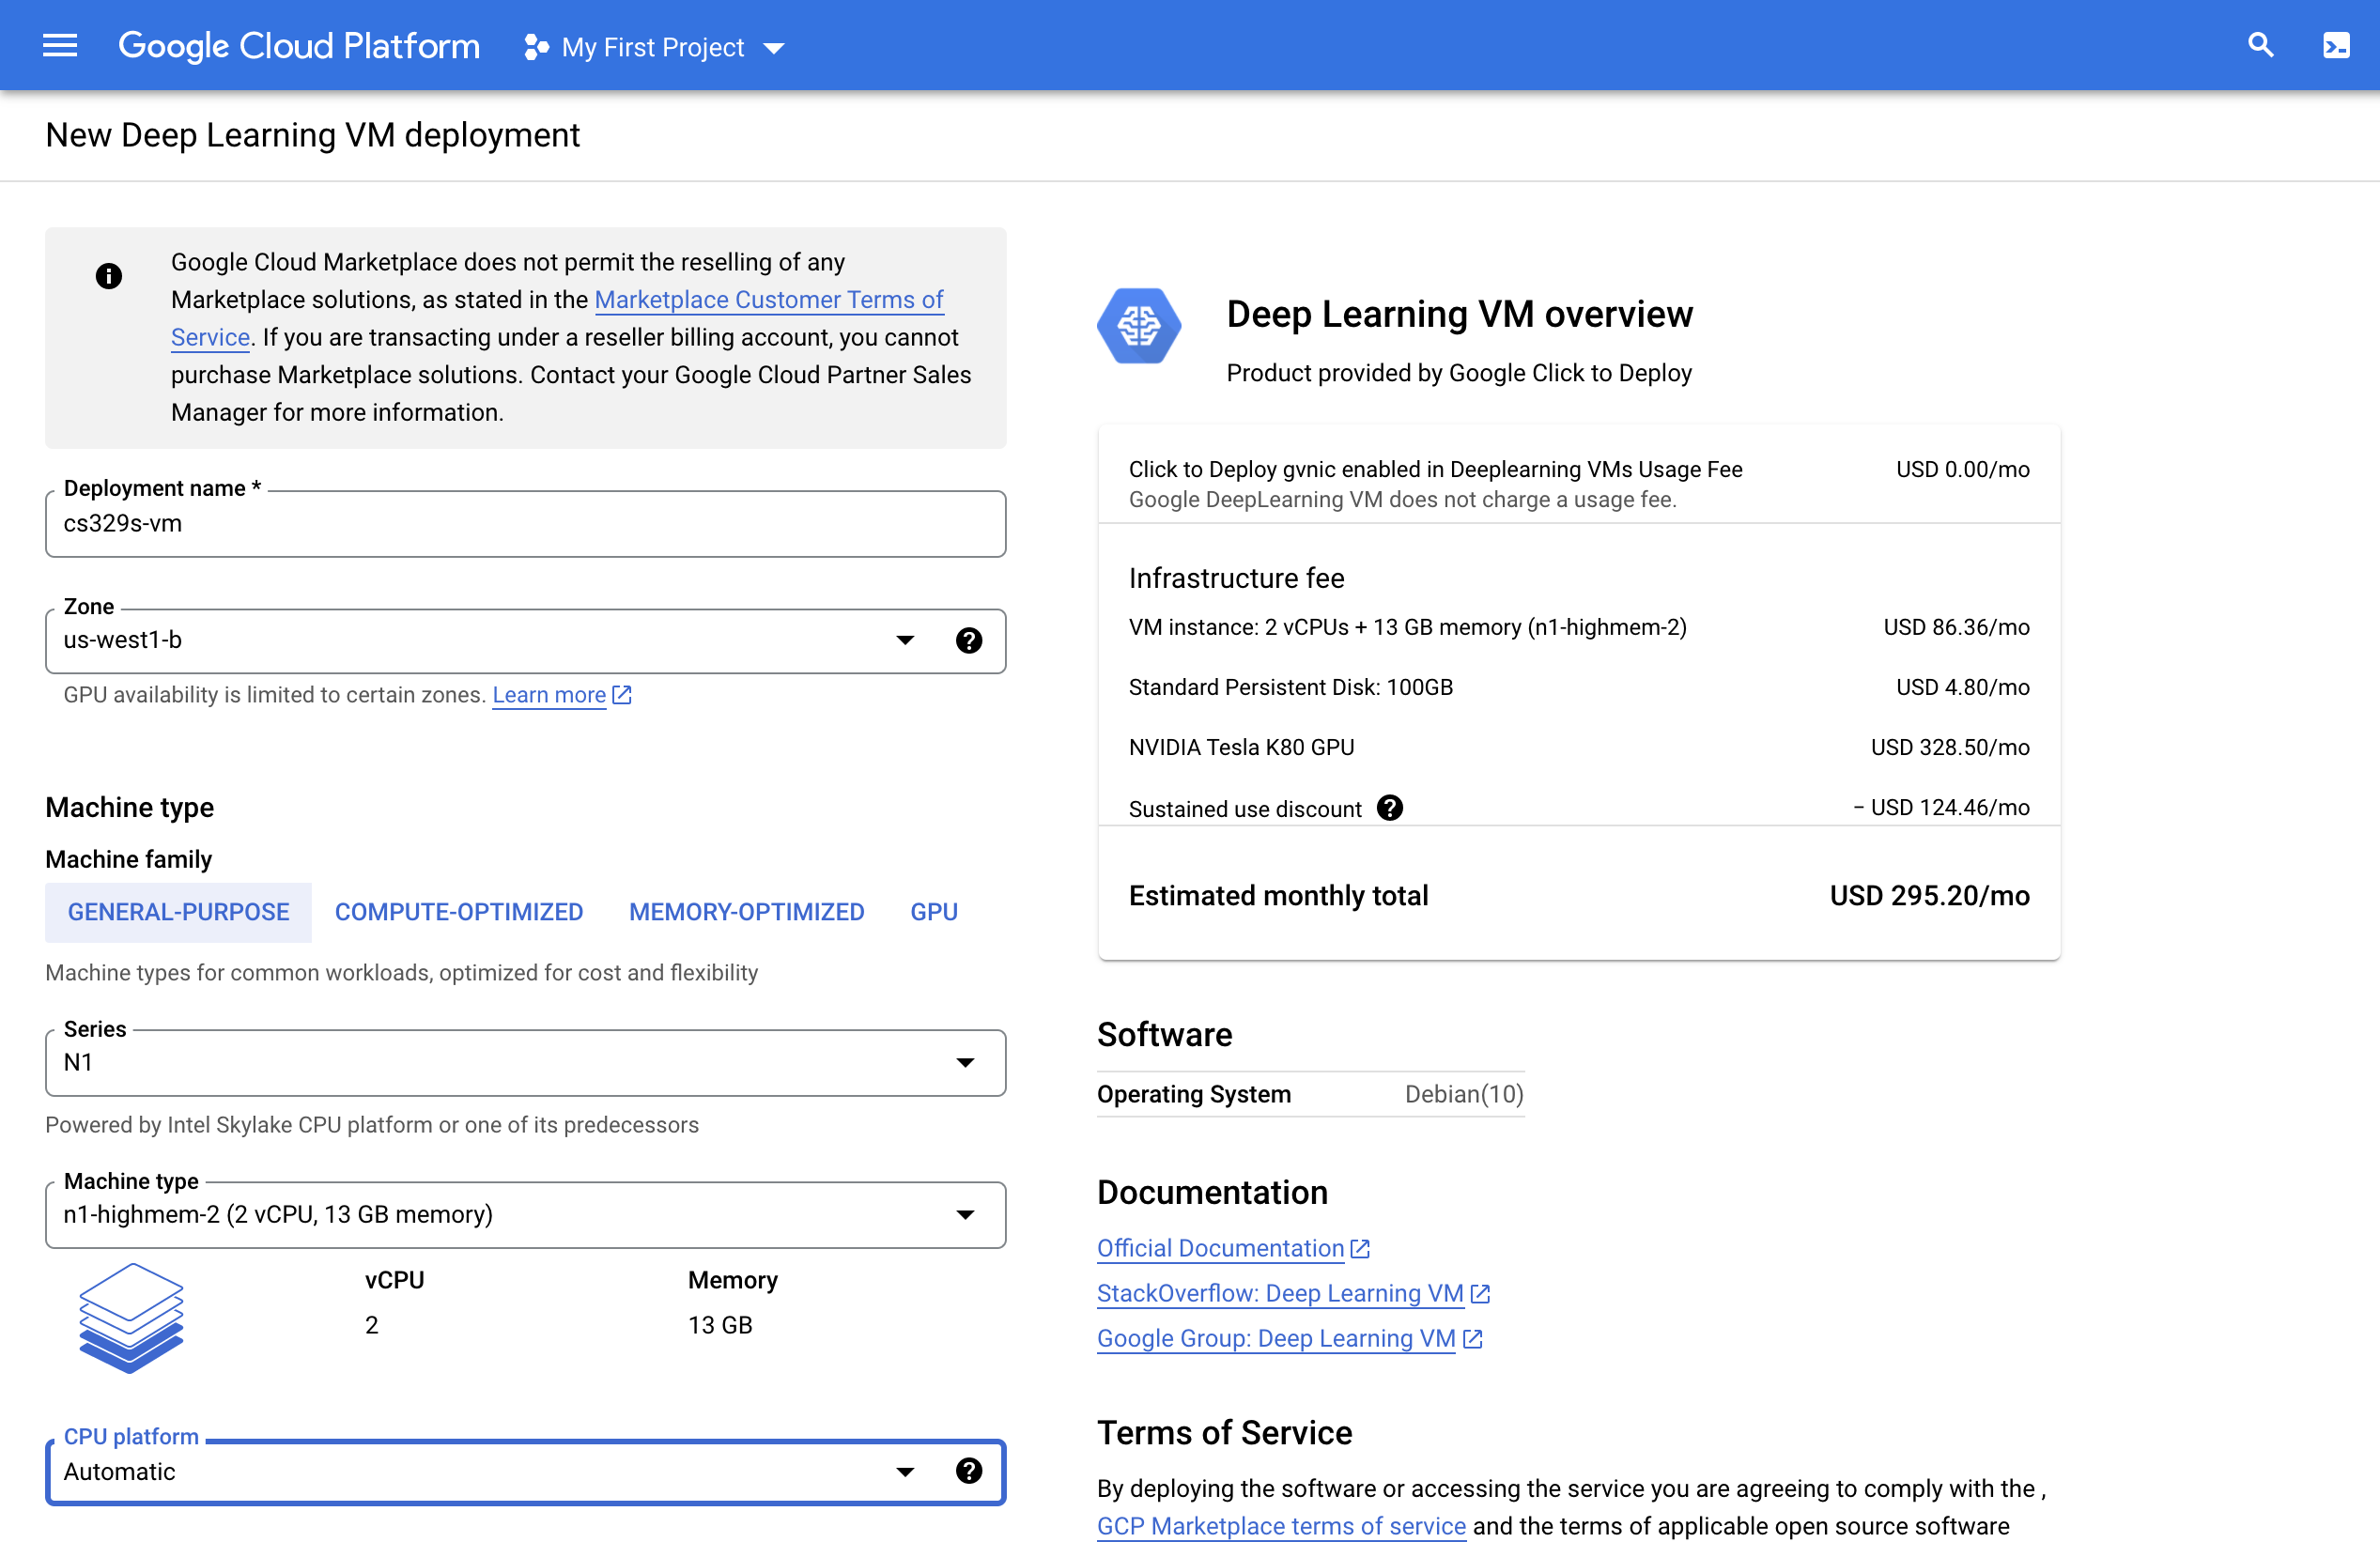 Google Cloud Platform My First Project
New Deep Learning VM deployment
Google Cloud Marketplace does not permit the reselling of any
Marketplace solutions, as stated in the Marketplace Customer Terms of
Service. If you are transacting under a reseller billing account, you cannot
purchase Marketplace solutions. Contact your Google Cloud Partner Sales
Manager for more information.
Deployment name *
cs329s-vm
Zone
us-west1-b
GPU availability is limited to certain zones. Learn more
Machine type
Machine family
GENERAL-PURPOSE COMPUTE-OPTIMIZED MEMORY-OPTIMIZED GPU
Machine types for common workloads, optimized for cost and flexibility
Series
N1
Powered by Intel Skylake CPU platform or one of its predecessors
Machine type
n1-highmem-2 (2 vCPU, 13 GB memory)
vCPU Memory
2 13 GB
CPU platform
Automatic
Deep Learning VM overview
Product provided by Google Click to Deploy
Click to Deploy gvnic enabled in Deeplearning VMs Usage Fee USD 0.00/mo
Google DeepLearning VM does not charge a usage fee.
Infrastructure fee
VM instance: 2 vCPUs + 13 GB memory (n1-highmem-2) USD 86.36/mo
Standard Persistent Disk: 100GB USD 4.80/mo
NVIDIA Tesla K80 GPU USD 328.50/mo
Sustained use discount − USD 124.46/mo
Estimated monthly total USD 295.20/mo
Software
Operating System Debian(10)
Documentation
Official Documentation
StackOverflow: Deep Learning VM
Google Group: Deep Learning VM
Terms of Service
By deploying the software or accessing the service you are agreeing to comply with the ,
GCP Marketplace terms of service and the terms of applicable open source software